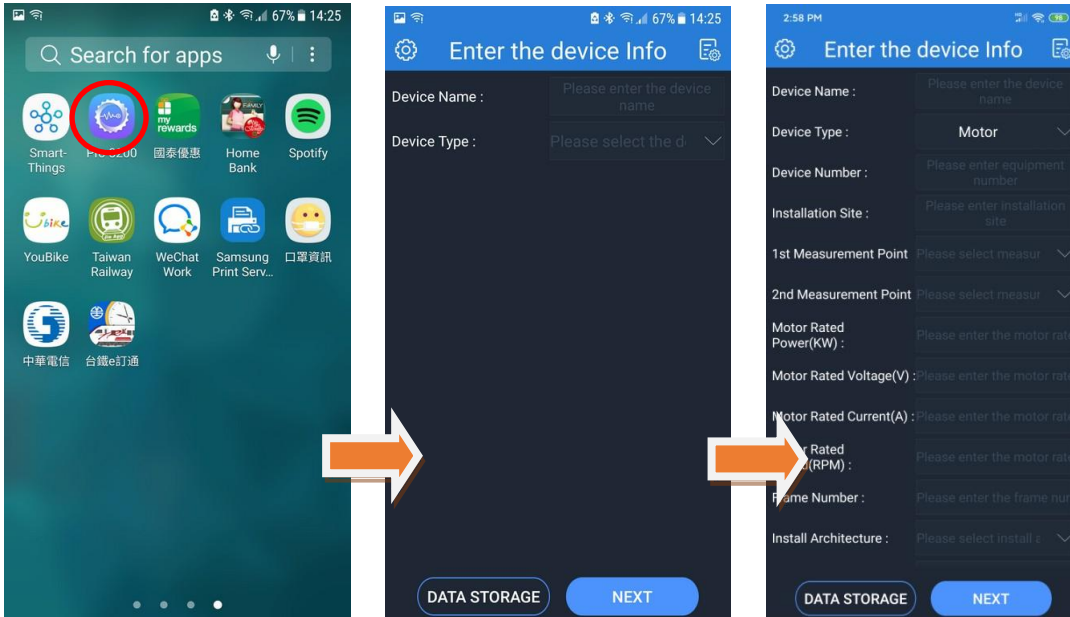 67% 14:25
Search for apps
my rewards
FAMILY
Smart-Things
國泰優惠
Home Bank
Spotify
Ubike
YouBike
Taiwan Railway
WeChat Work
Samsung Print Serv...
口罩資訊
中華電信
台鐵e訂通
67% 14:25
Enter the device Info
Device Name :
Please enter the device
name
Device Type :
Please select the d
DATA STORAGE
NEXT
2:58 PM
Enter the device Info
Device Name :
Please enter the device
name
Device Type :
Motor
Device Number :
Please enter equipment
number
Installation Site :
Please enter installation
site
1st Measurement Point
Please select measur
2nd Measurement Point
Please select measur
Motor Rated
Power(KW) :
Please enter the motor rat
Motor Rated Voltage(V) :
Please enter the motor rat
Motor Rated Current(A) :
Please enter the motor rat
Rated
(RPM) :
Please enter the motor rat
Frame Number :
Please enter the frame nu
Install Architecture :
Please select install a
DATA STORAGE
NEXT